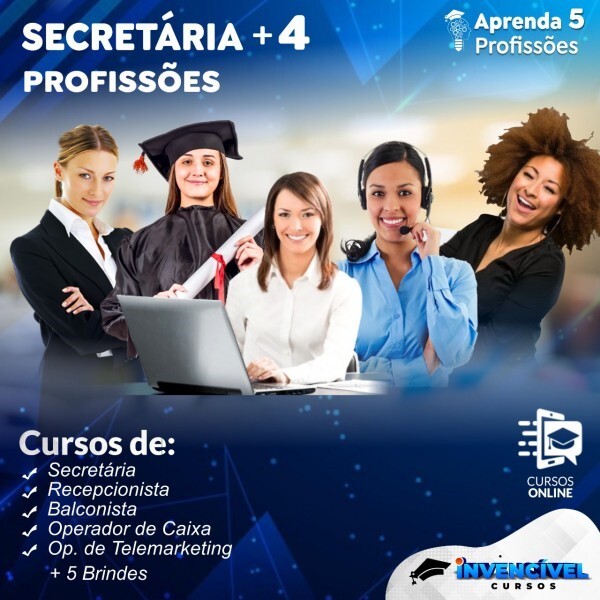 SECRETÁRIA + 4
PROFISSÕES
Aprenda 5
Profissões
Cursos de:
Secretária
Recepcionista
Balconista
Operador de Caixa
Op. de Telemarketing
+ 5 Brindes
CURSOS
ONLINE
INVENCÍVEL
CURSOS